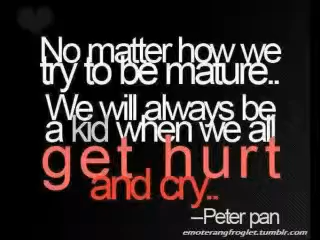 No matter how we
try to be mature..
We will always be
a kid when we all
get hurt
and cry..
–Peter pan
emoterangfroglet.tumblr.com